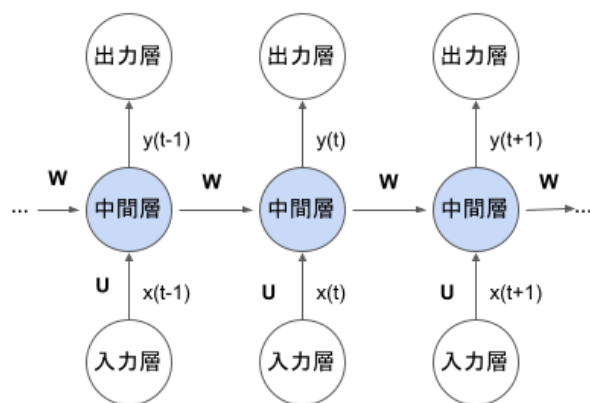 出力層 出力層 出力層
y(t-1) y(t) y(t+1)
W W W W
... 中間層 中間層 中間層 ...
U x(t-1) U x(t) U x(t+1)
入力層 入力層 入力層